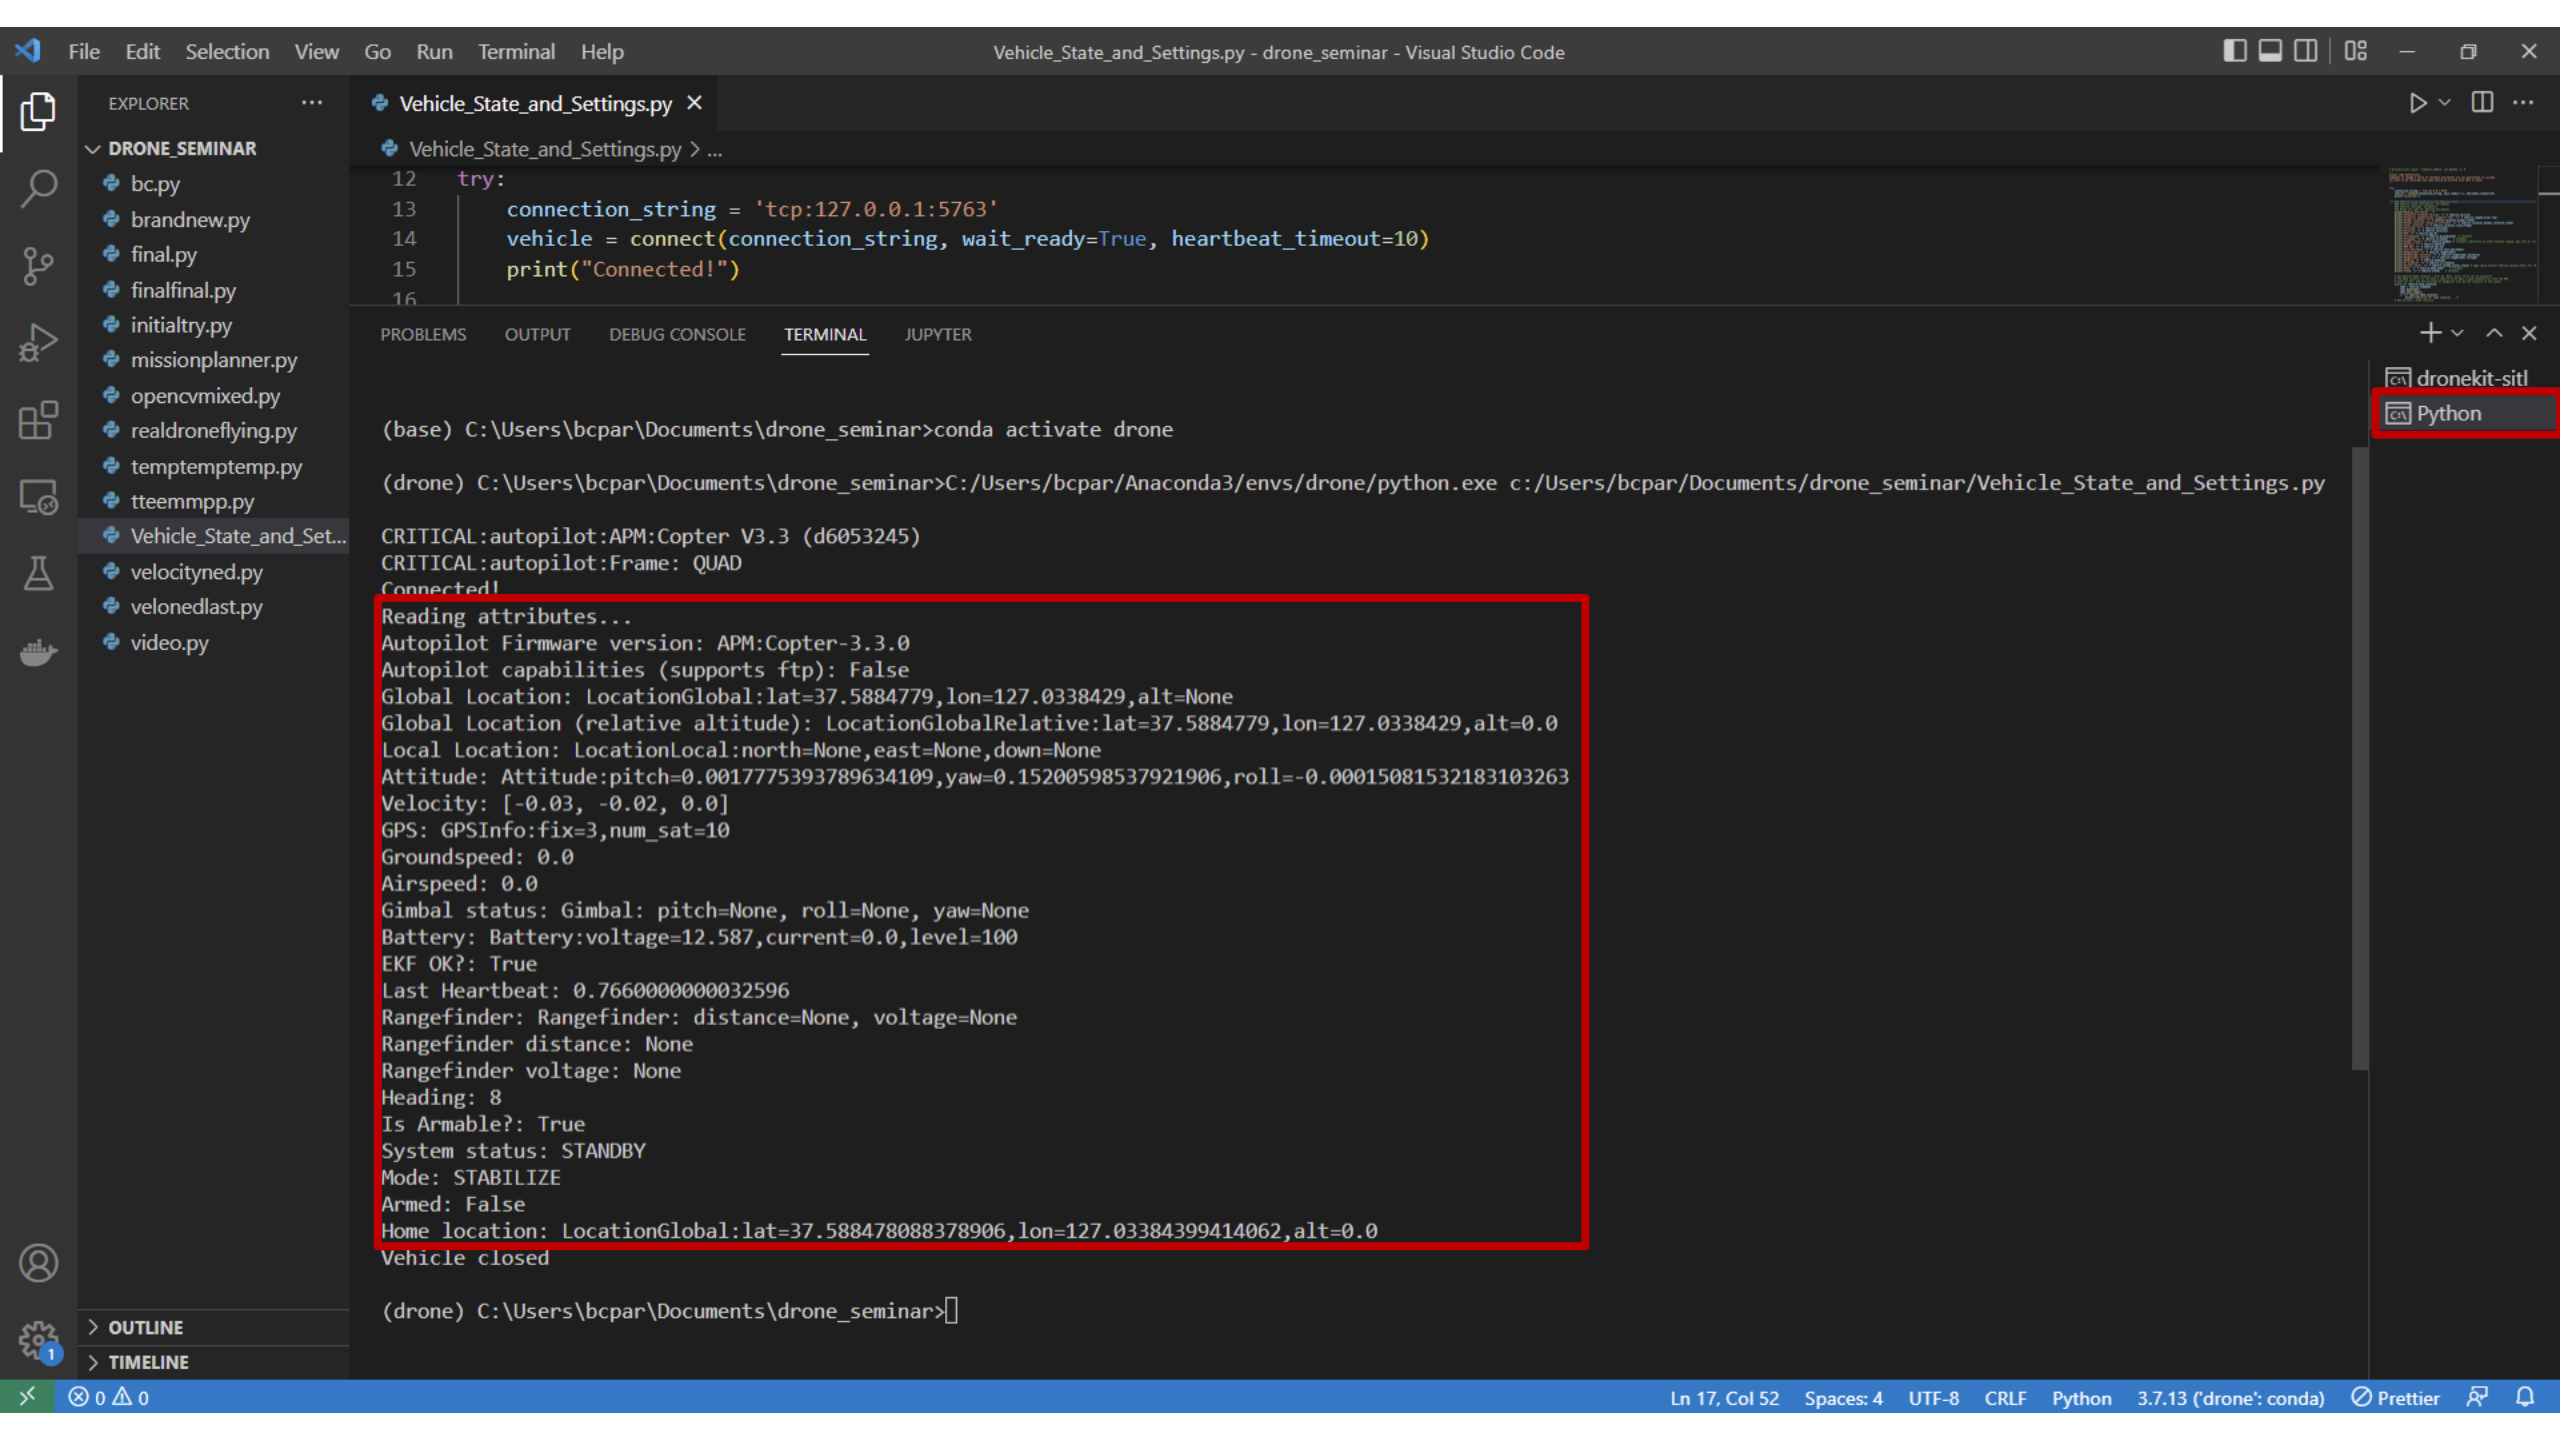 File Edit Selection View Go Run Terminal Help
Vehicle_State_and_Settings.py - drone_seminar - Visual Studio Code
EXPLORER
DRONE_SEMINAR
bc.py
brandnew.py
final.py
finalfinal.py
initialtry.py
missionplanner.py
opencvmixed.py
realdroneflying.py
temptemptemp.py
tteemmpp.py
Vehicle_State_and_Set...
velocityned.py
velonedlast.py
video.py
OUTLINE
TIMELINE
1
Vehicle_State_and_Settings.py
Vehicle_State_and_Settings.py > ...
12 try:
13 connection_string = 'tcp:127.0.0.1:5763'
14 vehicle = connect(connection_string, wait_ready=True, heartbeat_timeout=10)
15 print("Connected!")
16
PROBLEMS OUTPUT DEBUG CONSOLE TERMINAL JUPYTER
dronekit-sitl
Python
(base) C:\Users\bcpar\Documents\drone_seminar>conda activate drone
(drone) C:\Users\bcpar\Documents\drone_seminar>C:/Users/bcpar/Anaconda3/envs/drone/python.exe c:/Users/bcpar/Documents/drone_seminar/Vehicle_State_and_Settings.py
CRITICAL:autopilot:APM:Copter V3.3 (d6053245)
CRITICAL:autopilot:Frame: QUAD
Connected!
Reading attributes...
Autopilot Firmware version: APM:Copter-3.3.0
Autopilot capabilities (supports ftp): False
Global Location: LocationGlobal:lat=37.5884779,lon=127.0338429,alt=None
Global Location (relative altitude): LocationGlobalRelative:lat=37.5884779,lon=127.0338429,alt=0.0
Local Location: LocationLocal:north=None,east=None,down=None
Attitude: Attitude:pitch=0.0017775393789634109,yaw=0.15200598537921906,roll=-0.00015081532183103263
Velocity: [-0.03, -0.02, 0.0]
GPS: GPSInfo:fix=3,num_sat=10
Groundspeed: 0.0
Airspeed: 0.0
Gimbal status: Gimbal: pitch=None, roll=None, yaw=None
Battery: Battery:voltage=12.587,current=0.0,level=100
EKF OK?: True
Last Heartbeat: 0.7660000000032596
Rangefinder: Rangefinder: distance=None, voltage=None
Rangefinder distance: None
Rangefinder voltage: None
Heading: 8
Is Armable?: True
System status: STANDBY
Mode: STABILIZE
Armed: False
Home location: LocationGlobal:lat=37.588478088378906,lon=127.03384399414062,alt=0.0
Vehicle closed
(drone) C:\Users\bcpar\Documents\drone_seminar>
0 0
Ln 17, Col 52 Spaces: 4 UTF-8 CRLF Python 3.7.13 ('drone': conda) Prettier